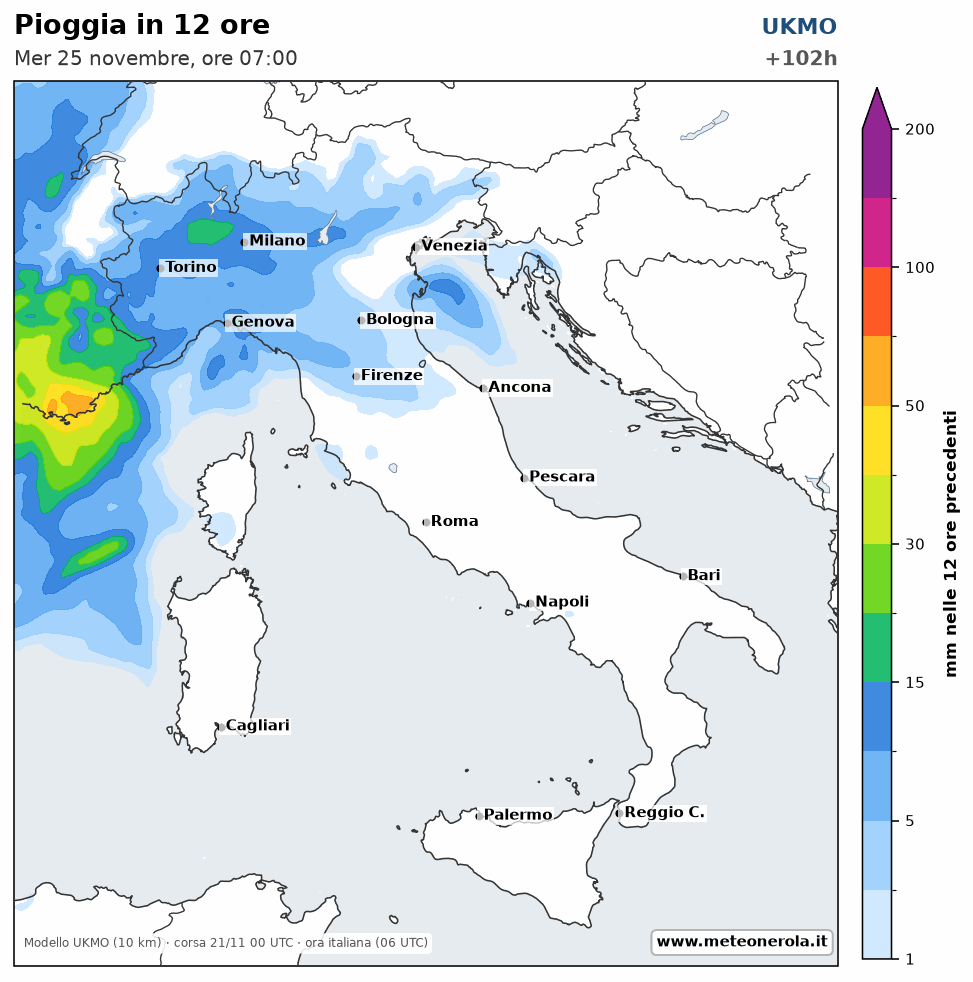 Pioggia in 12 ore
UKMO
Mer 25 novembre, ore 07:00
+102h
200
100
50
30
15
5
1
mm nelle 12 ore precedenti
Milano
Venezia
Torino
Genova
Bologna
Firenze
Ancona
Pescara
Roma
Bari
Napoli
Cagliari
Palermo
Reggio C.
Modello UKMO (10 km) · corsa 21/11 00 UTC · ora italiana (06 UTC)
www.meteonerola.it